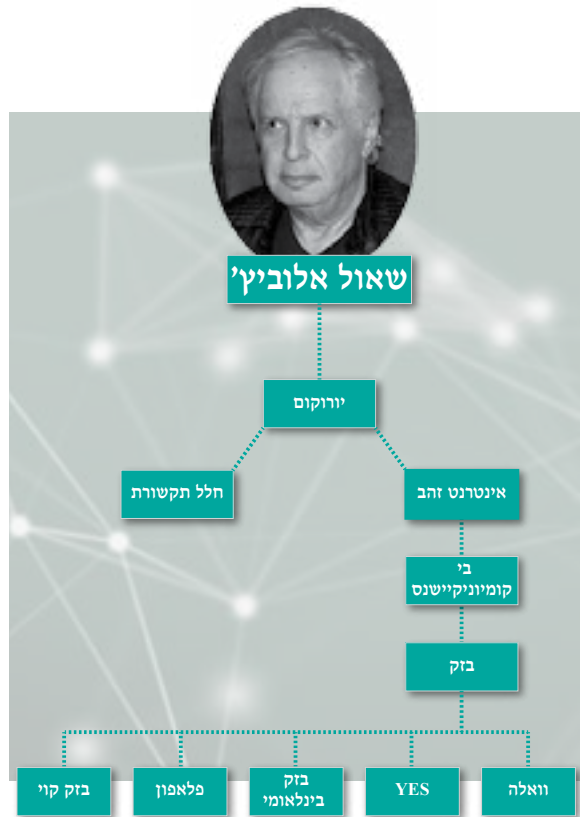 שאול אלוביץ'
יורוקום
אינטרנט זהב
חלל תקשורת
בי
קומיוניקיישנס
בזק
וואלה
YES
בזק
בינלאומי
פלאפון
בזק קוי